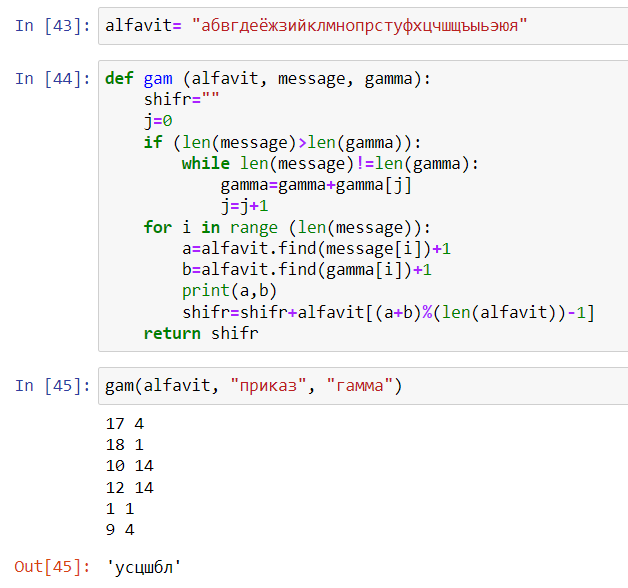 In [43]: alfavit= "абвгдеёжзийклмнопрстуфхцчшщъыьэюя"
In [44]: def gam (alfavit, message, gamma):
    shifr=""
    j=0
    if (len(message)>len(gamma)):
        while len(message)!=len(gamma):
            gamma=gamma+gamma[j]
            j=j+1
    for i in range (len(message)):
        a=alfavit.find(message[i])+1
        b=alfavit.find(gamma[i])+1
        print(a,b)
        shifr=shifr+alfavit[(a+b)%(len(alfavit))-1]
    return shifr
In [45]: gam(alfavit, "приказ", "гамма")
17 4
18 1
10 14
12 14
1 1
9 4
Out[45]: 'усцшбл'